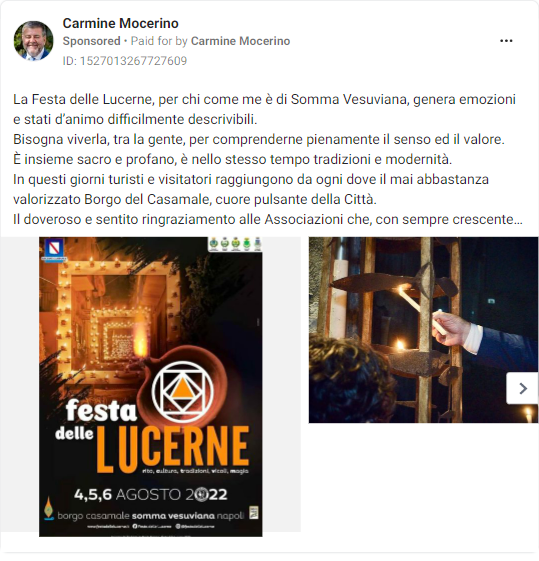 Carmine Mocerino
Sponsored • Paid for by Carmine Mocerino
ID: 1527013267727609
La Festa delle Lucerne, per chi come me è di Somma Vesuviana, genera emozioni
e stati d’animo difficilmente descrivibili.
Bisogna viverla, tra la gente, per comprenderne pienamente il senso ed il valore.
È insieme sacro e profano, è nello stesso tempo tradizioni e modernità.
In questi giorni turisti e visitatori raggiungono da ogni dove il mai abbastanza
valorizzato Borgo del Casamale, cuore pulsante della Città.
Il doveroso e sentito ringraziamento alle Associazioni che, con sempre crescente...
festa
delle LUCERNE
rito, cultura, tradizioni, vicoli, magia
4,5,6 AGOSTO 2022
borgo casamale somma vesuviana napoli